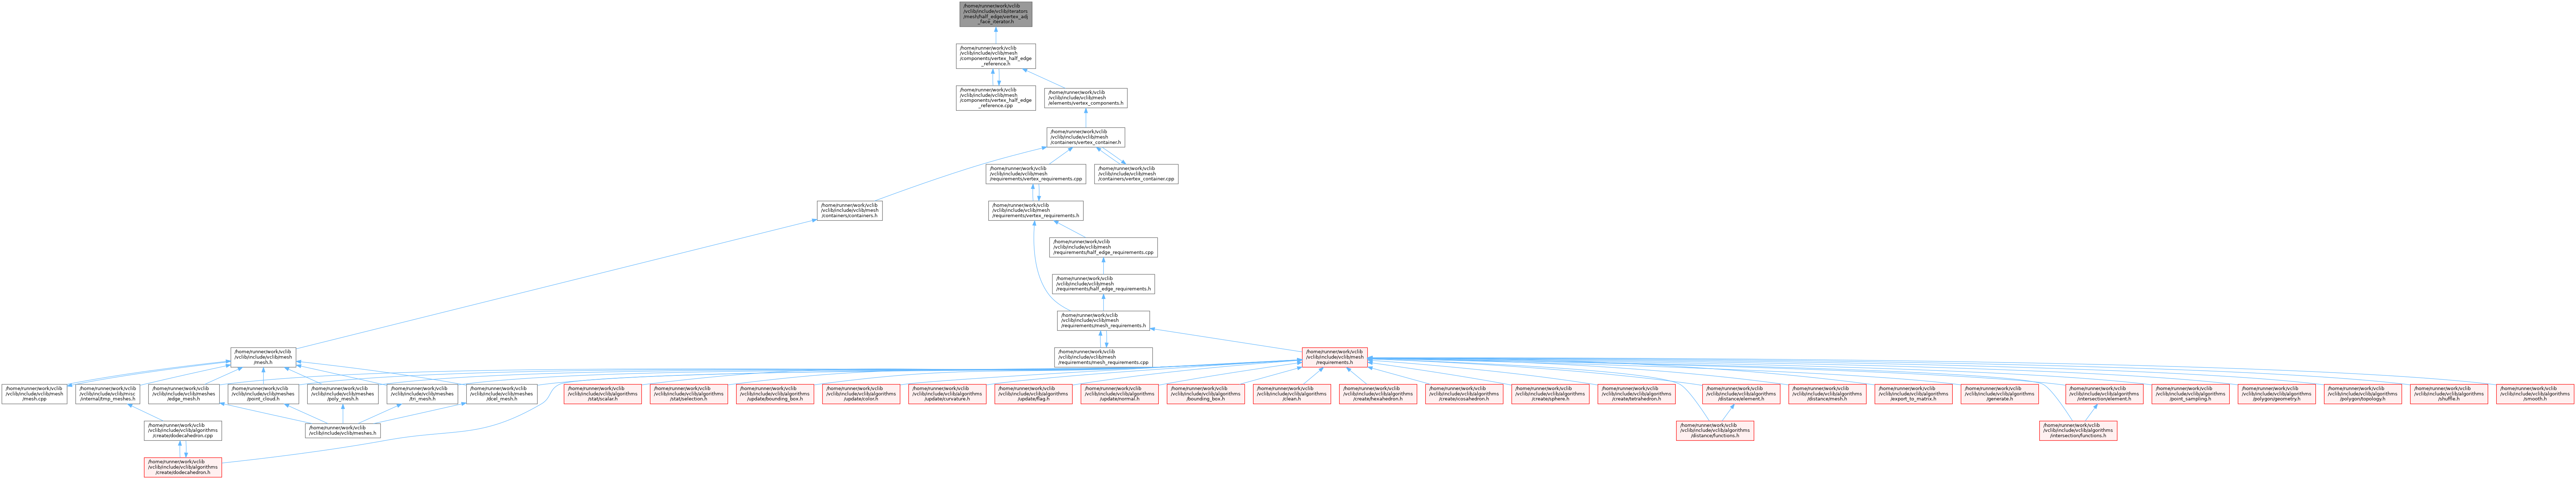 /home/runner/work/vclib
/vclib/include/vclib/iterators
/mesh/half_edge/vertex_adj
_face_iterator.h
/home/runner/work/vclib
/vclib/include/vclib/mesh
/components/vertex_half_edge
_reference.h
/home/runner/work/vclib
/vclib/include/vclib/mesh
/components/vertex_half_edge
_reference.cpp
/home/runner/work/vclib
/vclib/include/vclib/mesh
/elements/vertex_components.h
/home/runner/work/vclib
/vclib/include/vclib/mesh
/containers/vertex_container.h
/home/runner/work/vclib
/vclib/include/vclib/mesh
/requirements/vertex_requirements.cpp
/home/runner/work/vclib
/vclib/include/vclib/mesh
/containers/vertex_container.cpp
/home/runner/work/vclib
/vclib/include/vclib/mesh
/containers/containers.h
/home/runner/work/vclib
/vclib/include/vclib/mesh
/requirements/vertex_requirements.h
/home/runner/work/vclib
/vclib/include/vclib/mesh
/requirements/half_edge_requirements.cpp
/home/runner/work/vclib
/vclib/include/vclib/mesh
/requirements/half_edge_requirements.h
/home/runner/work/vclib
/vclib/include/vclib/mesh
/requirements/mesh_requirements.h
/home/runner/work/vclib
/vclib/include/vclib/mesh
/mesh.h
/home/runner/work/vclib
/vclib/include/vclib/mesh
/requirements/mesh_requirements.cpp
/home/runner/work/vclib
/vclib/include/vclib/mesh
/requirements.h
/home/runner/work/vclib
/vclib/include/vclib/mesh
/mesh.cpp
/home/runner/work/vclib
/vclib/include/vclib/misc
/internal/tmp_meshes.h
/home/runner/work/vclib
/vclib/include/vclib/meshes
/edge_mesh.h
/home/runner/work/vclib
/vclib/include/vclib/meshes
/point_cloud.h
/home/runner/work/vclib
/vclib/include/vclib/meshes
/poly_mesh.h
/home/runner/work/vclib
/vclib/include/vclib/meshes
/tri_mesh.h
/home/runner/work/vclib
/vclib/include/vclib/meshes
/dcel_mesh.h
/home/runner/work/vclib
/vclib/include/vclib/algorithms
/stat/scalar.h
/home/runner/work/vclib
/vclib/include/vclib/algorithms
/stat/selection.h
/home/runner/work/vclib
/vclib/include/vclib/algorithms
/update/bounding_box.h
/home/runner/work/vclib
/vclib/include/vclib/algorithms
/update/color.h
/home/runner/work/vclib
/vclib/include/vclib/algorithms
/update/curvature.h
/home/runner/work/vclib
/vclib/include/vclib/algorithms
/update/flag.h
/home/runner/work/vclib
/vclib/include/vclib/algorithms
/update/normal.h
/home/runner/work/vclib
/vclib/include/vclib/algorithms
/bounding_box.h
/home/runner/work/vclib
/vclib/include/vclib/algorithms
/clean.h
/home/runner/work/vclib
/vclib/include/vclib/algorithms
/create/hexahedron.h
/home/runner/work/vclib
/vclib/include/vclib/algorithms
/create/icosahedron.h
/home/runner/work/vclib
/vclib/include/vclib/algorithms
/create/sphere.h
/home/runner/work/vclib
/vclib/include/vclib/algorithms
/create/tetrahedron.h
/home/runner/work/vclib
/vclib/include/vclib/algorithms
/distance/element.h
/home/runner/work/vclib
/vclib/include/vclib/algorithms
/distance/mesh.h
/home/runner/work/vclib
/vclib/include/vclib/algorithms
/export_to_matrix.h
/home/runner/work/vclib
/vclib/include/vclib/algorithms
/generate.h
/home/runner/work/vclib
/vclib/include/vclib/algorithms
/intersection/element.h
/home/runner/work/vclib
/vclib/include/vclib/algorithms
/point_sampling.h
/home/runner/work/vclib
/vclib/include/vclib/algorithms
/polygon/geometry.h
/home/runner/work/vclib
/vclib/include/vclib/algorithms
/polygon/topology.h
/home/runner/work/vclib
/vclib/include/vclib/algorithms
/shuffle.h
/home/runner/work/vclib
/vclib/include/vclib/algorithms
/smooth.h
/home/runner/work/vclib
/vclib/include/vclib/algorithms
/create/dodecahedron.cpp
/home/runner/work/vclib
/vclib/include/vclib/meshes.h
/home/runner/work/vclib
/vclib/include/vclib/algorithms
/distance/functions.h
/home/runner/work/vclib
/vclib/include/vclib/algorithms
/intersection/functions.h
/home/runner/work/vclib
/vclib/include/vclib/algorithms
/create/dodecahedron.h